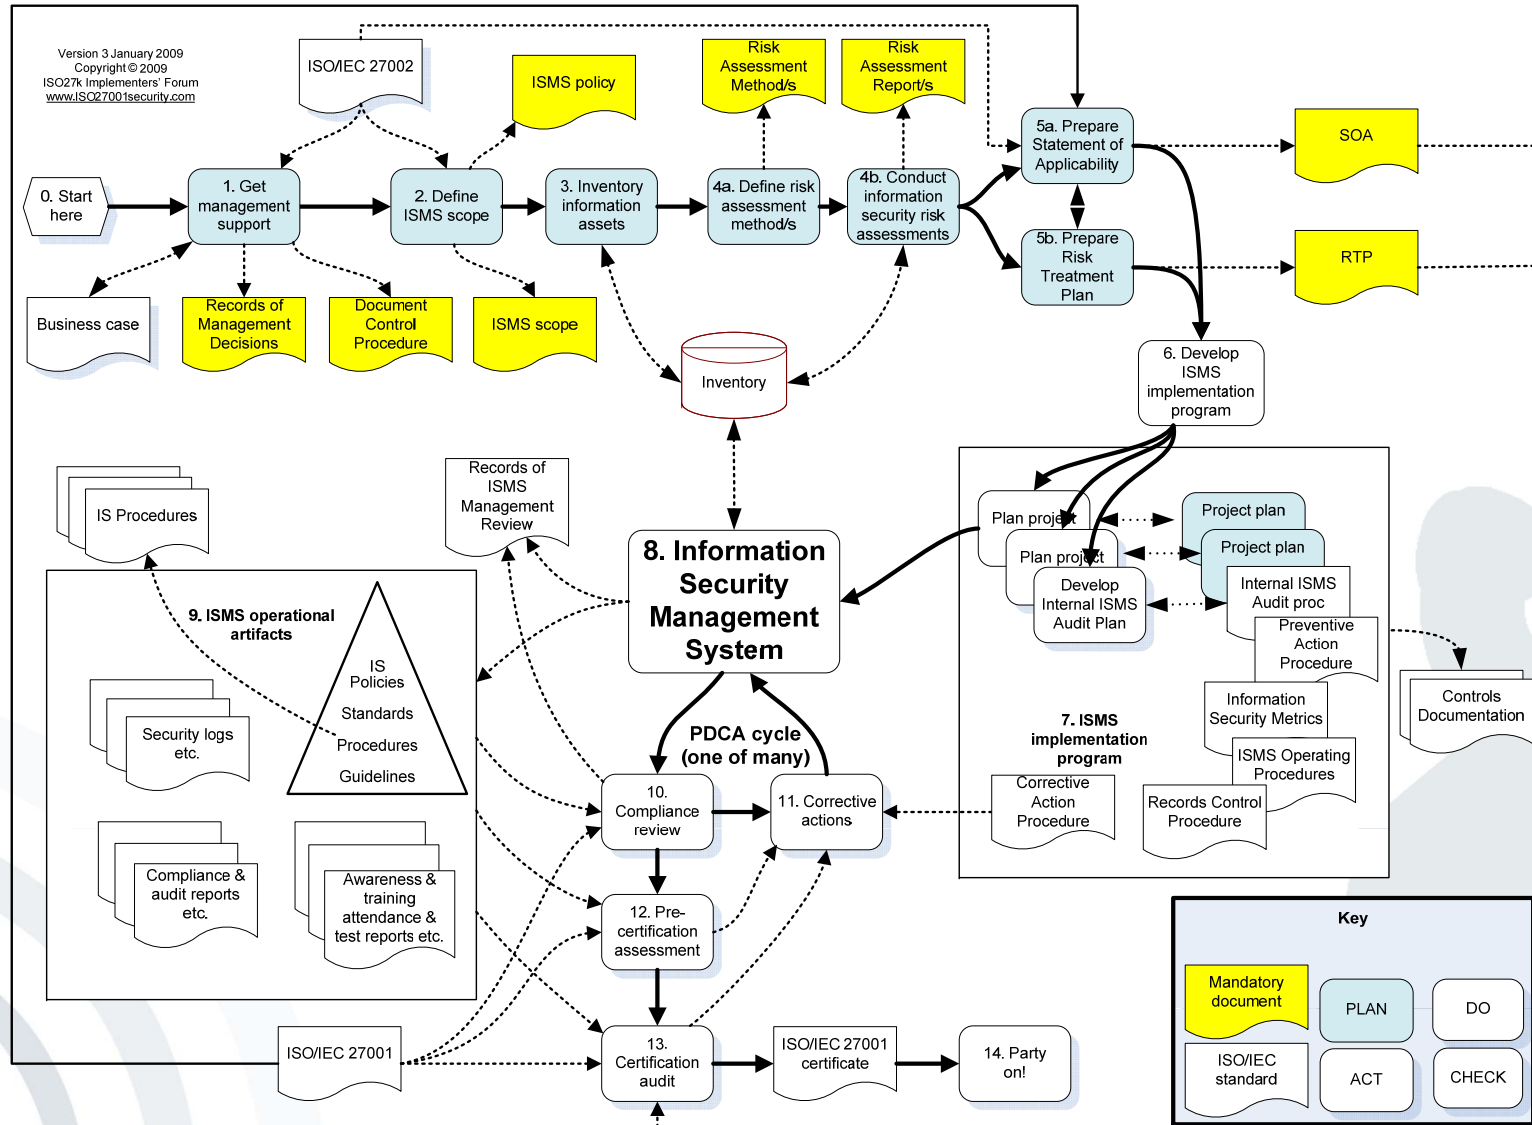 Version 3 January 2009
Copyright © 2009
ISO27k Implementers' Forum
www.ISO27001security.com
ISO/IEC 27002
ISMS policy
Risk
Assessment
Method/s
Risk
Assessment
Report/s
0. Start
here
1. Get
management
support
2. Define
ISMS scope
3. Inventory
information
assets
4a. Define risk
assessment
method/s
4b. Conduct
information
security risk
assessments
5a. Prepare
Statement of
Applicability
SOA
5b. Prepare
Risk
Treatment
Plan
RTP
Business case
Records of
Management
Decisions
Document
Control
Procedure
ISMS scope
Inventory
6. Develop
ISMS
implementation
program
IS Procedures
Records of
ISMS
Management
Review
8. Information
Security
Management
System
Plan project
Plan project
Develop
Internal ISMS
Audit Plan
Project plan
Project plan
Internal ISMS
Audit proc
Preventive
Action
Procedure
Information
Security Metrics
ISMS Operating
Procedures
Records Control
Procedure
Controls
Documentation
7. ISMS
implementation
program
Corrective
Action
Procedure
9. ISMS operational
artifacts
IS
Policies
Standards
Procedures
Guidelines
Security logs
etc.
Compliance &
audit reports
etc.
Awareness &
training
attendance &
test reports etc.
PDCA cycle
(one of many)
10.
Compliance
review
11. Corrective
actions
12. Pre-
certification
assessment
ISO/IEC 27001
13.
Certification
audit
ISO/IEC 27001
certificate
14. Party
on!
Key
Mandatory
document
PLAN
DO
ISO/IEC
standard
ACT
CHECK